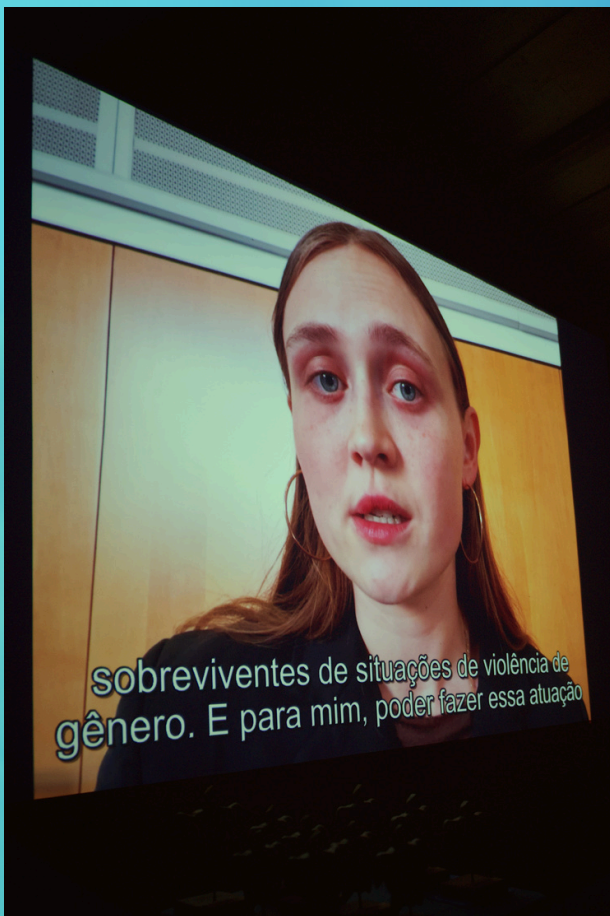 sobreviventes de situações de violência de
gênero. E para mim, poder fazer essa atuação